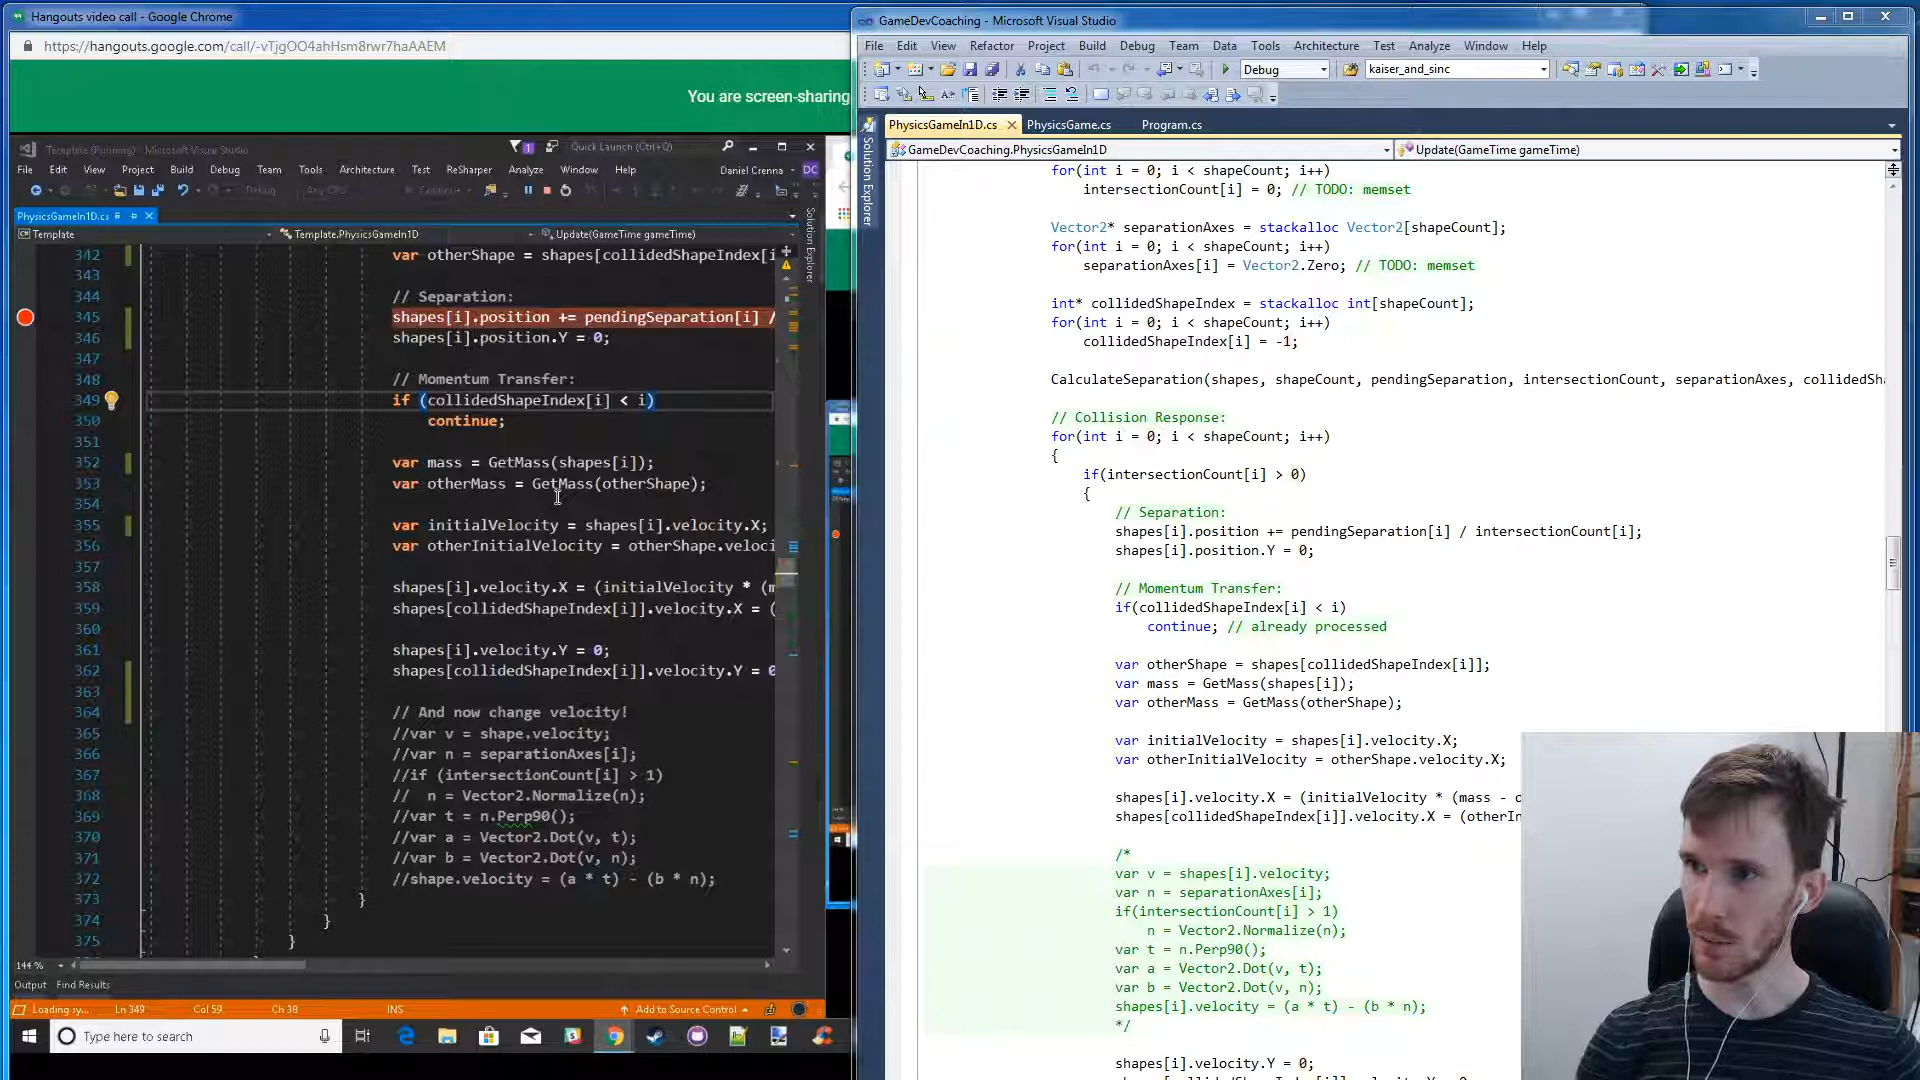 Hangouts video call - Google Chrome
https://hangouts.google.com/call/-vTjgOO4ahHsm8rwr7haAAEM
You are screen-sharing
Template (Running) - Microsoft Visual Studio
1
Quick Launch (Ctrl+Q)
File Edit View Project Build Debug Team Daniel Crenna DC
Tools Architecture Test ReSharper Analyze Window Help
PhysicsGameIn1D.cs
Template Template.PhysicsGameIn1D Update(GameTime gameTime)
Solution Explorer
342 var otherShape = shapes[collidedShapeIndex[i
343
344 // Separation:
345 shapes[i].position += pendingSeparation[i] /
346 shapes[i].position.Y = 0;
347
348 // Momentum Transfer:
349 if (collidedShapeIndex[i] < i)
350 continue;
351
352 var mass = GetMass(shapes[i]);
353 var otherMass = GetMass(otherShape);
354
355 var initialVelocity = shapes[i].velocity.X;
356 var otherInitialVelocity = otherShape.veloci
357
358 shapes[i].velocity.X = (initialVelocity * (m
359 shapes[collidedShapeIndex[i]].velocity.X = (
360
361 shapes[i].velocity.Y = 0;
362 shapes[collidedShapeIndex[i]].velocity.Y = 0
363
364 // And now change velocity!
365 //var v = shape.velocity;
366 //var n = separationAxes[i];
367 //if (intersectionCount[i] > 1)
368 // n = Vector2.Normalize(n);
369 //var t = n.Perp90();
370 //var a = Vector2.Dot(v, t);
371 //var b = Vector2.Dot(v, n);
372 //shape.velocity = (a * t) - (b * n);
373 }
374 }
375 }
144 %
Output Find Results
Loading sy... Ln 349 Col 59 Ch 38 INS Add to Source Control
Type here to search
GameDevCoaching - Microsoft Visual Studio
File Edit View Refactor Project Build Debug Team Data Tools Architecture Test Analyze Window Help
Debug kaiser_and_sinc
PhysicsGameIn1D.cs PhysicsGame.cs Program.cs
GameDevCoaching.PhysicsGameIn1D Update(GameTime gameTime)
Solution Explorer
for(int i = 0; i < shapeCount; i++)
intersectionCount[i] = 0; // TODO: memset
Vector2* separationAxes = stackalloc Vector2[shapeCount];
for(int i = 0; i < shapeCount; i++)
separationAxes[i] = Vector2.Zero; // TODO: memset
int* collidedShapeIndex = stackalloc int[shapeCount];
for(int i = 0; i < shapeCount; i++)
collidedShapeIndex[i] = -1;
CalculateSeparation(shapes, shapeCount, pendingSeparation, intersectionCount, separationAxes, collidedSha
// Collision Response:
for(int i = 0; i < shapeCount; i++)
{
if(intersectionCount[i] > 0)
{
// Separation:
shapes[i].position += pendingSeparation[i] / intersectionCount[i];
shapes[i].position.Y = 0;
// Momentum Transfer:
if(collidedShapeIndex[i] < i)
continue; // already processed
var otherShape = shapes[collidedShapeIndex[i]];
var mass = GetMass(shapes[i]);
var otherMass = GetMass(otherShape);
var initialVelocity = shapes[i].velocity.X;
var otherInitialVelocity = otherShape.velocity.X;
shapes[i].velocity.X = (initialVelocity * (mass - o
shapes[collidedShapeIndex[i]].velocity.X = (otherIn
/*
var v = shapes[i].velocity;
var n = separationAxes[i];
if(intersectionCount[i] > 1)
n = Vector2.Normalize(n);
var t = n.Perp90();
var a = Vector2.Dot(v, t);
var b = Vector2.Dot(v, n);
shapes[i].velocity = (a * t) - (b * n);
*/
shapes[i].velocity.Y = 0;